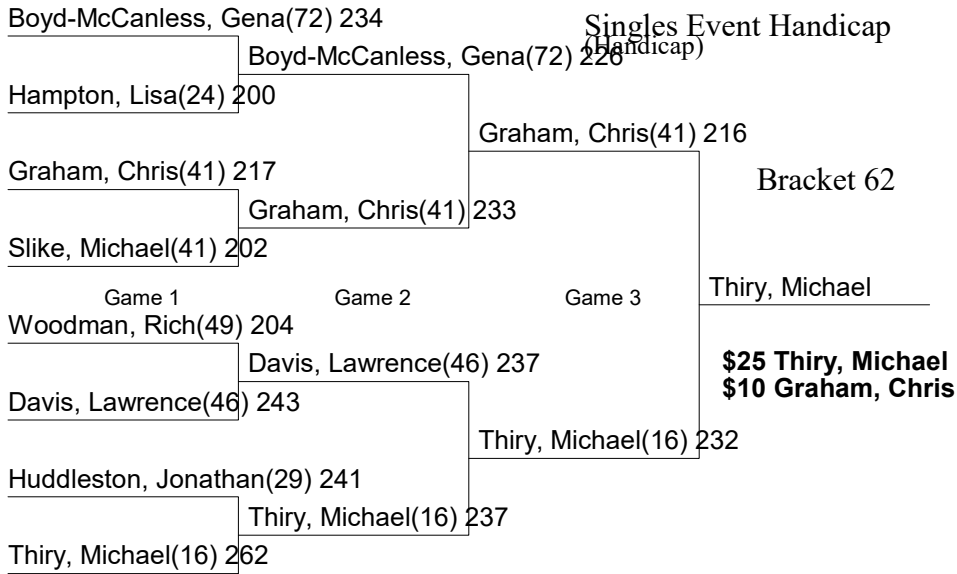 Boyd-McCanless, Gena(72) 234
Singles Event Handicap
(Handicap)
Boyd-McCanless, Gena(72) 226
Hampton, Lisa(24) 200
Graham, Chris(41) 216
Graham, Chris(41) 217
Bracket 62
Graham, Chris(41) 233
Slike, Michael(41) 202
Game 1
Game 2
Game 3
Thiry, Michael
Woodman, Rich(49) 204
Davis, Lawrence(46) 237
$25 Thiry, Michael
$10 Graham, Chris
Davis, Lawrence(46) 243
Thiry, Michael(16) 232
Huddleston, Jonathan(29) 241
Thiry, Michael(16) 237
Thiry, Michael(16) 262